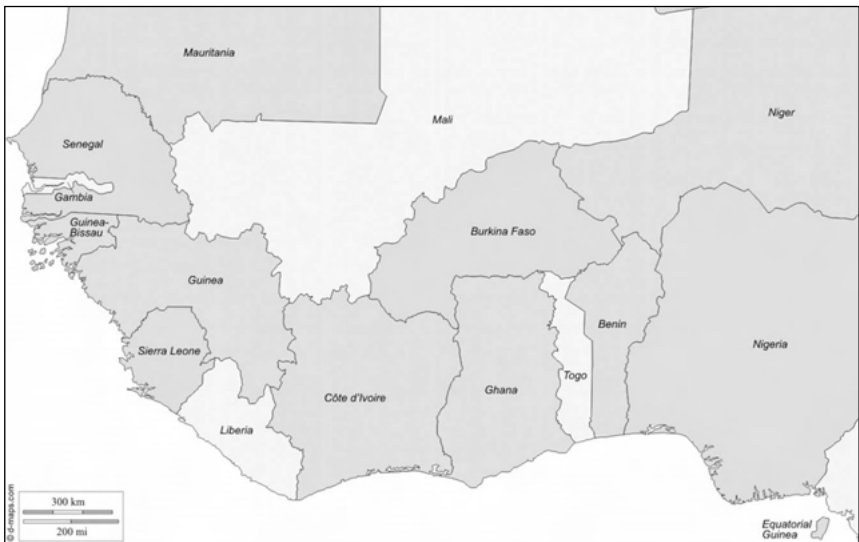 Mauritania
Mali
Niger
Senegal
Gambia
Guinea-
Bissau
Burkina Faso
Guinea
Benin
Sierra Leone
Nigeria
Togo
Ghana
Côte d'Ivoire
Liberia
© d-maps.com
300 km
200 mi
Equatorial
Guinea